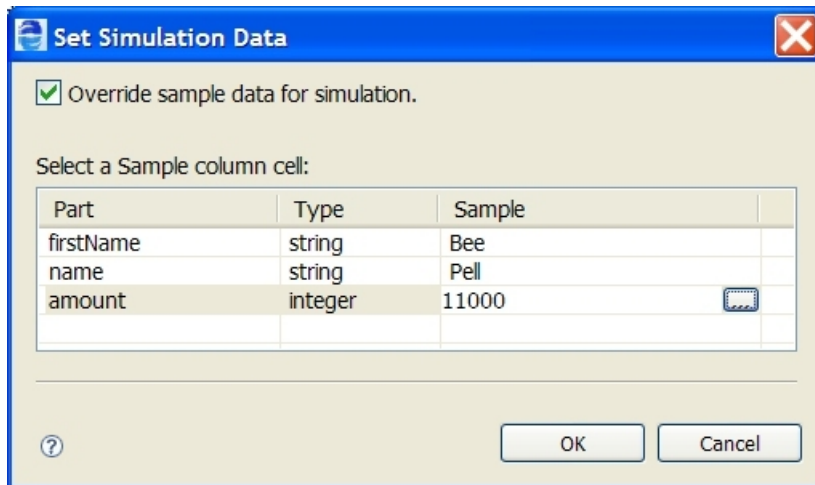 Set Simulation Data
Override sample data for simulation.
Select a Sample column cell:
Part Type Sample
firstName string Bee
name string Pell
amount integer 11000 ...
? OK Cancel